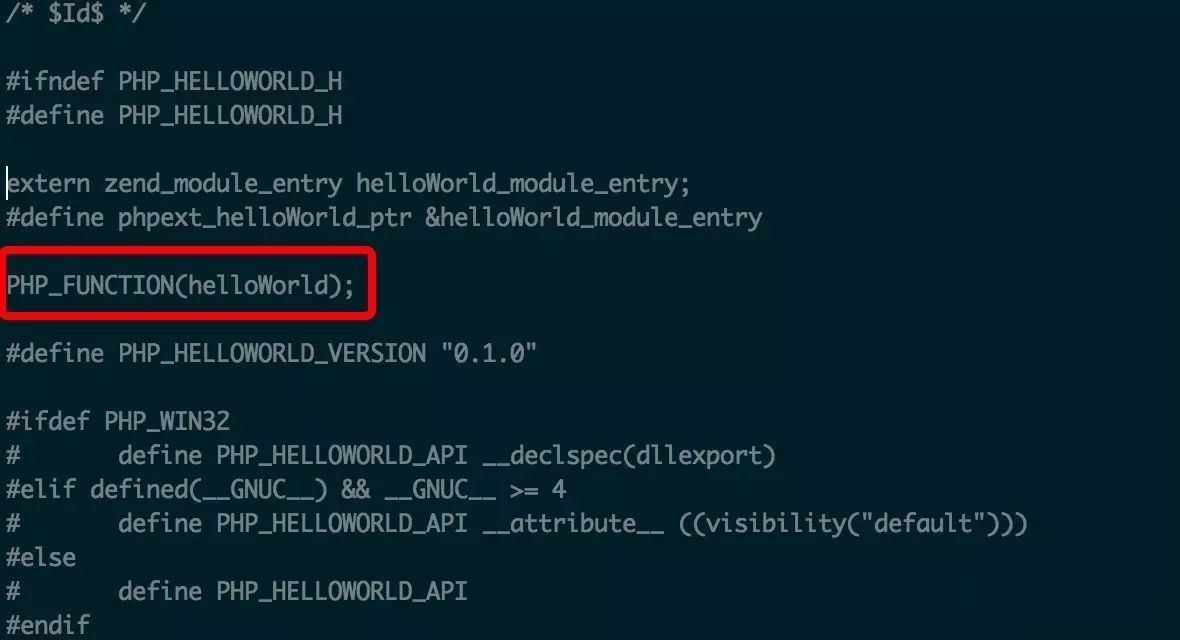 /* $Id$ */
#ifndef PHP_HELLOWORLD_H
#define PHP_HELLOWORLD_H
extern zend_module_entry helloWorld_module_entry;
#define phpext_helloWorld_ptr &helloWorld_module_entry
PHP_FUNCTION(helloWorld);
#define PHP_HELLOWORLD_VERSION "0.1.0"
#ifdef PHP_WIN32
#       define PHP_HELLOWORLD_API __declspec(dllexport)
#elif defined(__GNUC__) && __GNUC__ >= 4
#       define PHP_HELLOWORLD_API __attribute__ ((visibility("default")))
#else
#       define PHP_HELLOWORLD_API
#endif